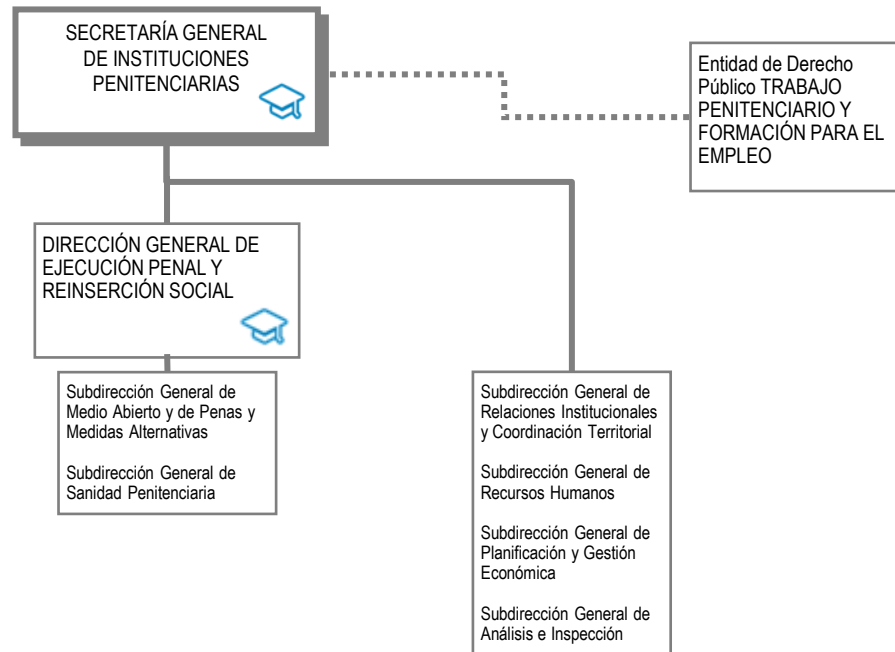 SECRETARÍA GENERAL
DE INSTITUCIONES
PENITENCIARIAS
Entidad de Derecho
Público TRABAJO
PENITENCIARIO Y
FORMACIÓN PARA EL
EMPLEO
DIRECCIÓN GENERAL DE
EJECUCIÓN PENAL Y
REINSERCIÓN SOCIAL
Subdirección General de
Medio Abierto y de Penas y
Medidas Alternativas
Subdirección General de
Sanidad Penitenciaria
Subdirección General de
Relaciones Institucionales
y Coordinación Territorial
Subdirección General de
Recursos Humanos
Subdirección General de
Planificación y Gestión
Económica
Subdirección General de
Análisis e Inspección